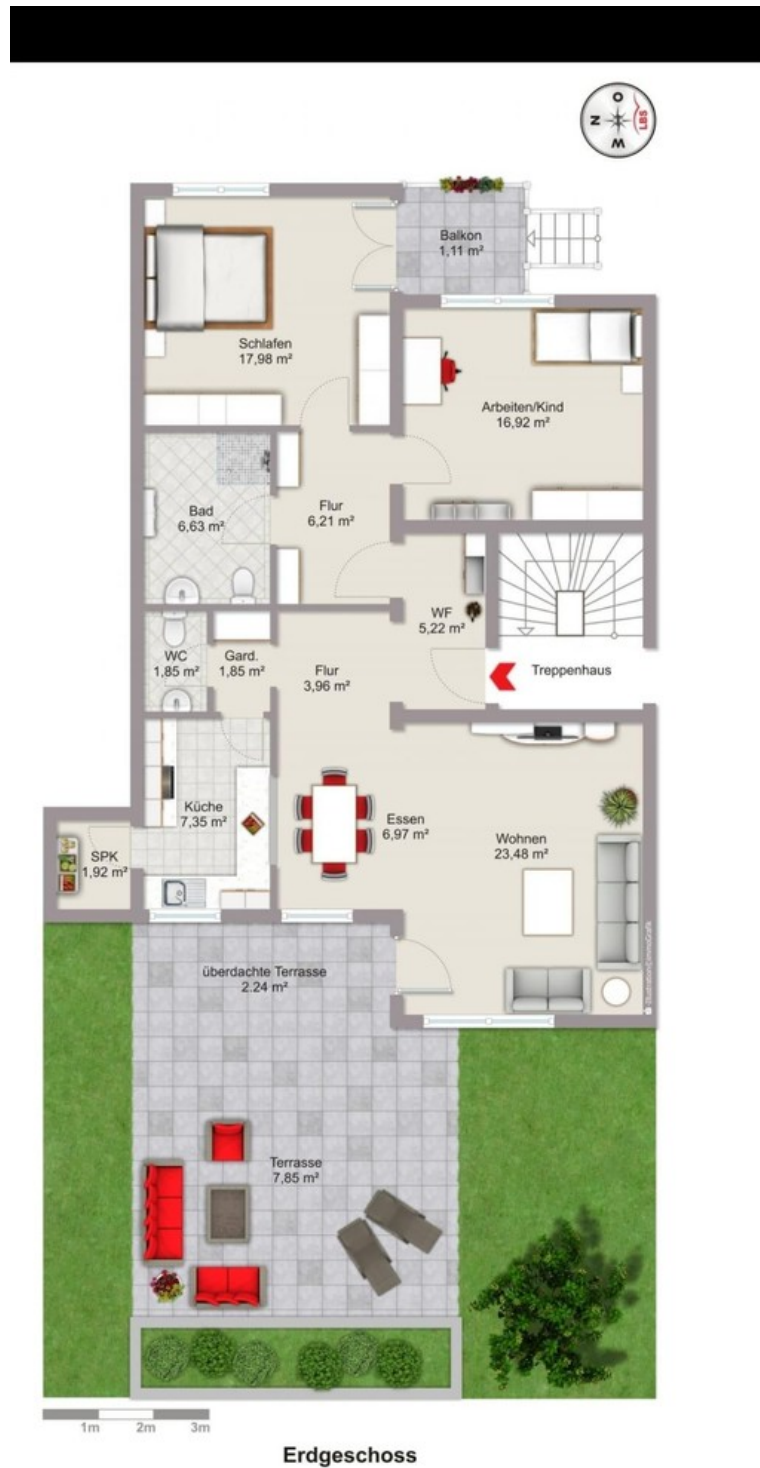 O
N
LBS
W
Balkon
1,11 m²
Schlafen
17,98 m²
Arbeiten/Kind
16,92 m²
Bad
6,63 m²
Flur
6,21 m²
WF
5,22 m²
WC
1,85 m²
Gard.
1,85 m²
Flur
3,96 m²
Treppenhaus
Küche
7,35 m²
Essen
6,97 m²
Wohnen
23,48 m²
SPK
1,92 m²
überdachte Terrasse
2.24 m²
Terrasse
7,85 m²
1m 2m 3m
Erdgeschoss